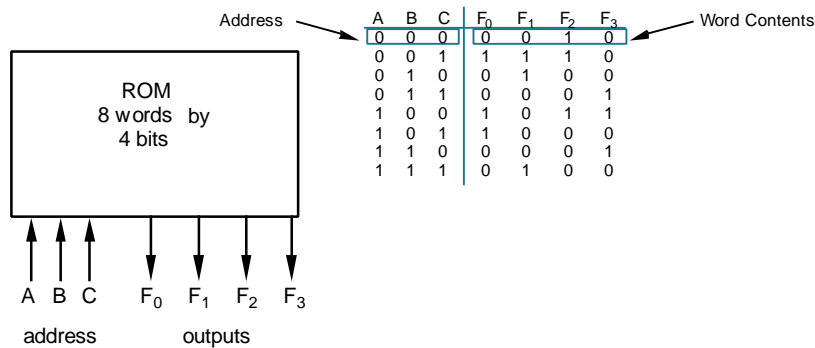 Address
A B C F0 F1 F2 F3
Word Contents
0 0 0 0 0 1 0
0 0 1 1 1 1 0
0 1 0 0 1 0 0
0 1 1 0 0 0 1
1 0 0 1 0 1 1
1 0 1 1 0 0 0
1 1 0 0 0 0 1
1 1 1 0 1 0 0
ROM
8 words by
4 bits
A B C F0 F1 F2 F3
address outputs